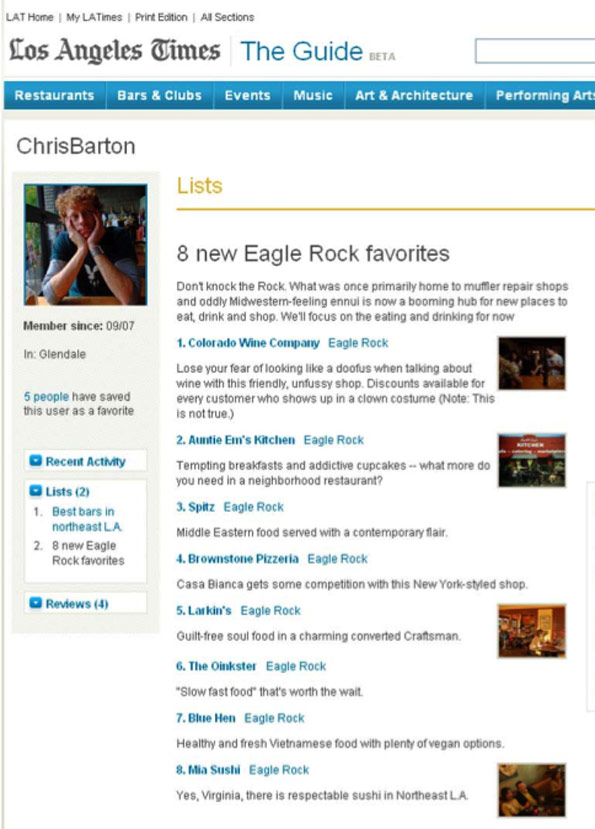 LAT Home | My LATimes | Print Edition | All Sections
Los Angeles Times The Guide BETA
Restaurants Bars & Clubs Events Music Art & Architecture Performing Arts
ChrisBarton
Member since: 09/07
In: Glendale
5 people have saved
this user as a favorite
Recent Activity
Lists (2)
1. Best bars in
northeast L.A.
2. 8 new Eagle
Rock favorites
Reviews (4)
Lists
8 new Eagle Rock favorites
Don't knock the Rock. What was once primarily home to muffler repair shops
and oddly Midwestern-feeling ennui is now a booming hub for new places to
eat, drink and shop. We'll focus on the eating and drinking for now
1. Colorado Wine Company Eagle Rock
Lose your fear of looking like a doofus when talking about
wine with this friendly, unfussy shop. Discounts available for
every customer who shows up in a clown costume (Note: This
is not true.)
2. Auntie Em's Kitchen Eagle Rock
Tempting breakfasts and addictive cupcakes -- what more do
you need in a neighborhood restaurant?
KITCHEN
3. Spitz Eagle Rock
Middle Eastern food served with a contemporary flair.
4. Brownstone Pizzeria Eagle Rock
Casa Bianca gets some competition with this New York-styled shop.
5. Larkin's Eagle Rock
Guilt-free soul food in a charming converted Craftsman.
6. The Oinkster Eagle Rock
"Slow fast food" that's worth the wait.
7. Blue Hen Eagle Rock
Healthy and fresh Vietnamese food with plenty of vegan options.
8. Mia Sushi Eagle Rock
Yes, Virginia, there is respectable sushi in Northeast L.A.